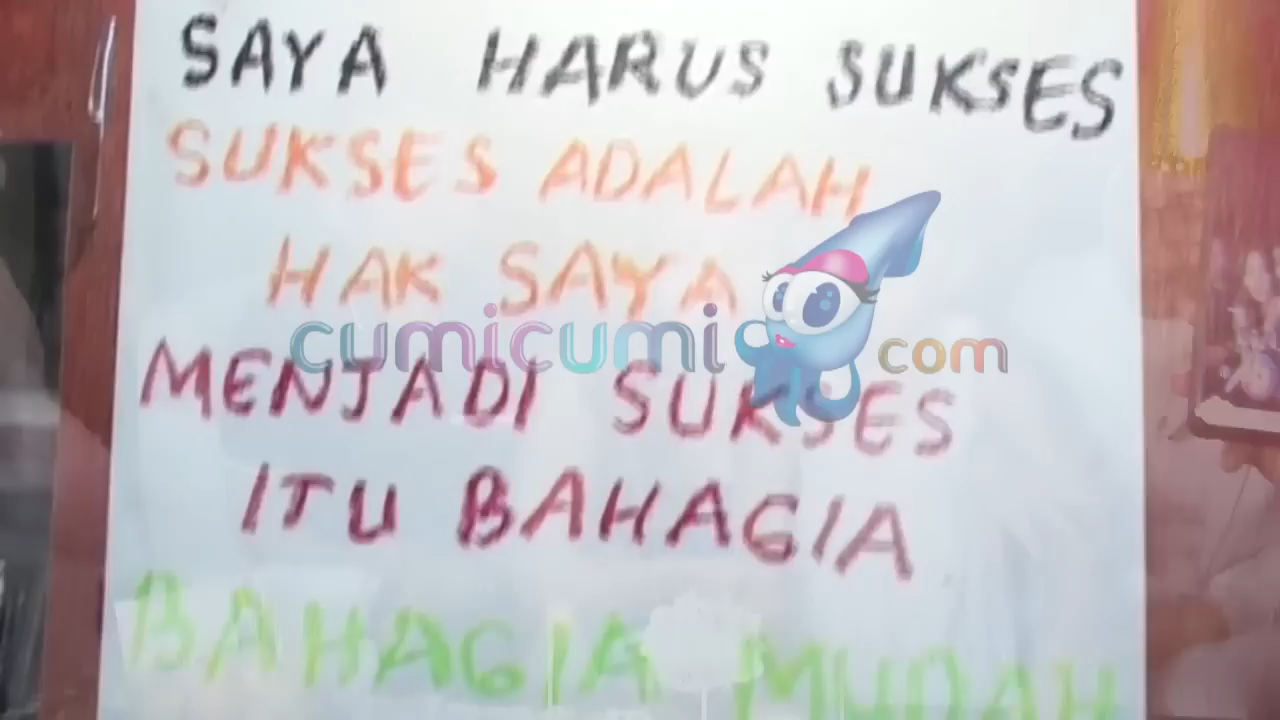 SAYA HARUS SUKSES
SUKSES ADALAH
HAK SAYA
cumicumi.com
MENJADI SUKSES
ITU BAHAGIA
BAHAGIA MUDAH